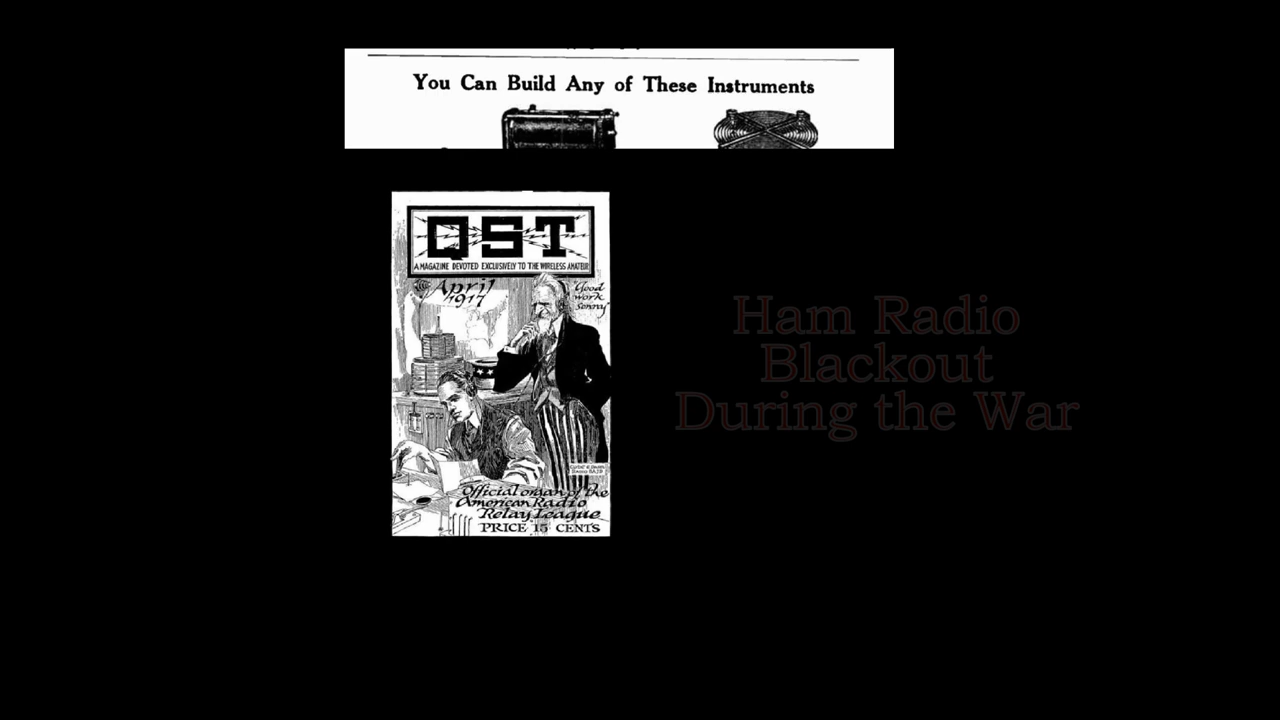 You Can Build Any of These Instruments
QST
A MAGAZINE DEVOTED EXCLUSIVELY TO THE WIRELESS AMATEUR
April
1917
"Good
work
sonny"
Ham Radio
Blackout
During the War
Official organ of the
American Radio
Relay League
PRICE 15 CENTS